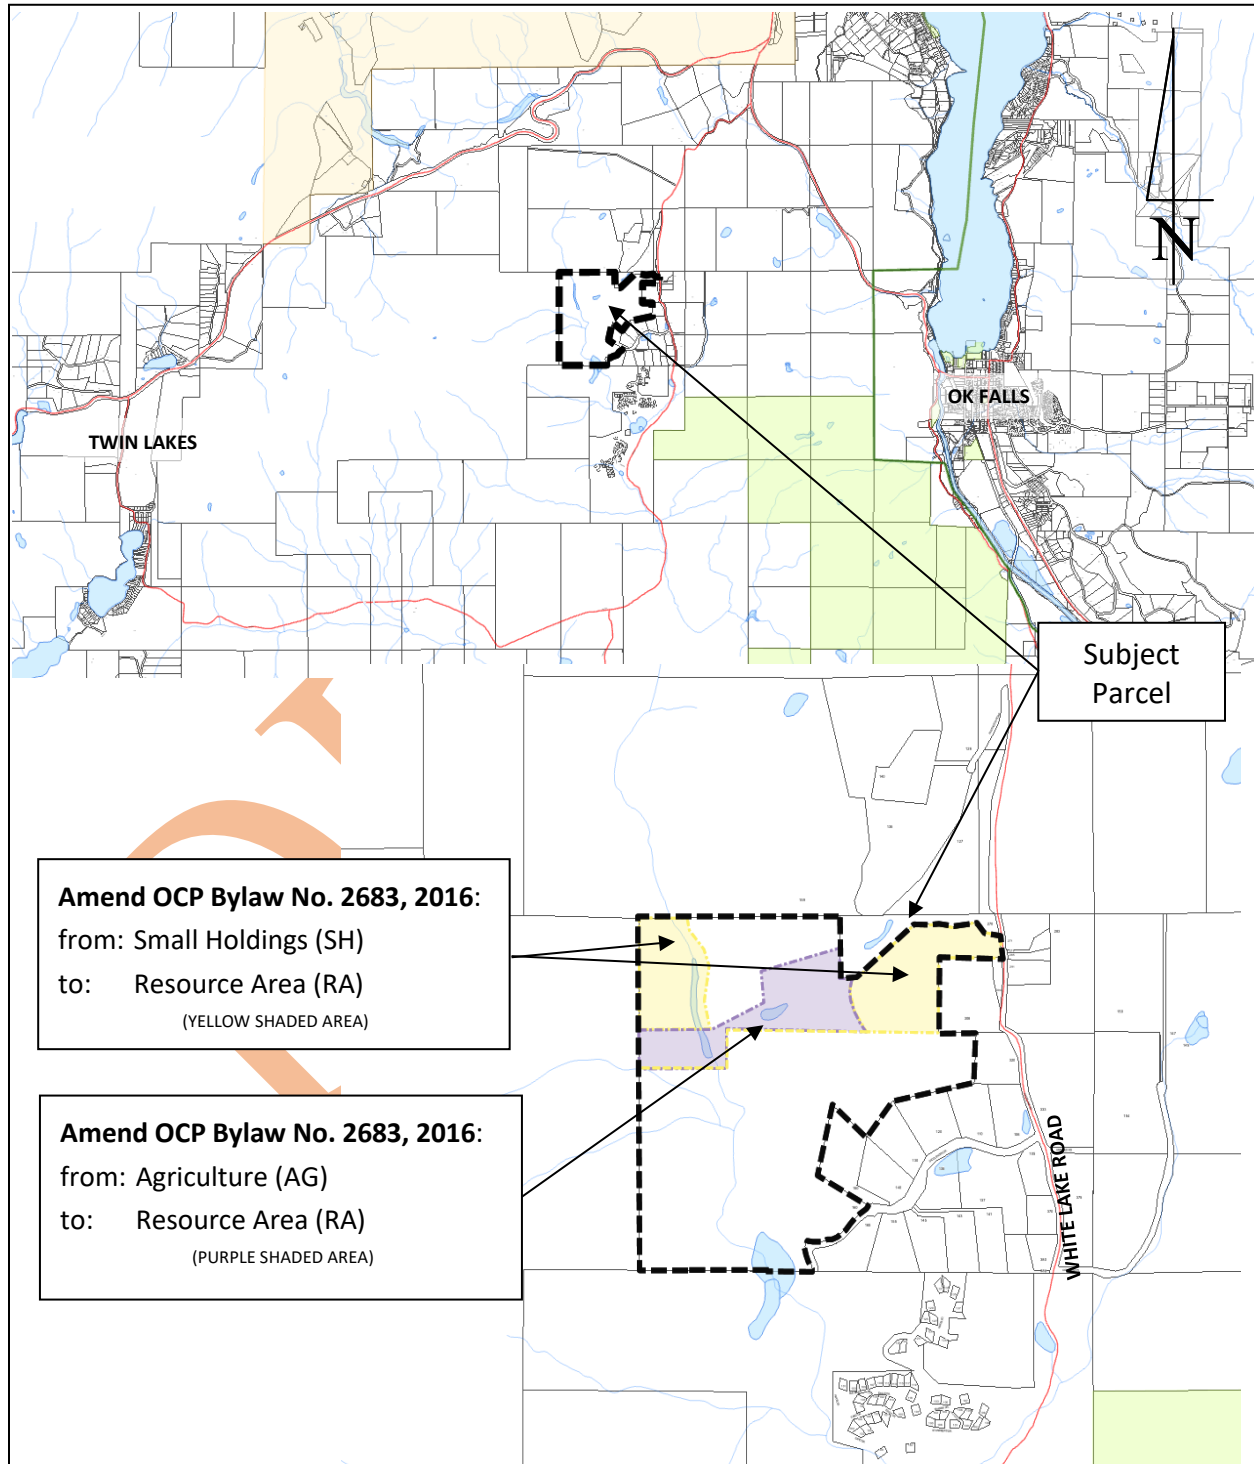 N
OK FALLS
TWIN LAKES
Subject
Parcel
Amend OCP Bylaw No. 2683, 2016:
from: Small Holdings (SH)
to: Resource Area (RA)
(YELLOW SHADED AREA)
Amend OCP Bylaw No. 2683, 2016:
from: Agriculture (AG)
to: Resource Area (RA)
(PURPLE SHADED AREA)
WHITE LAKE ROAD